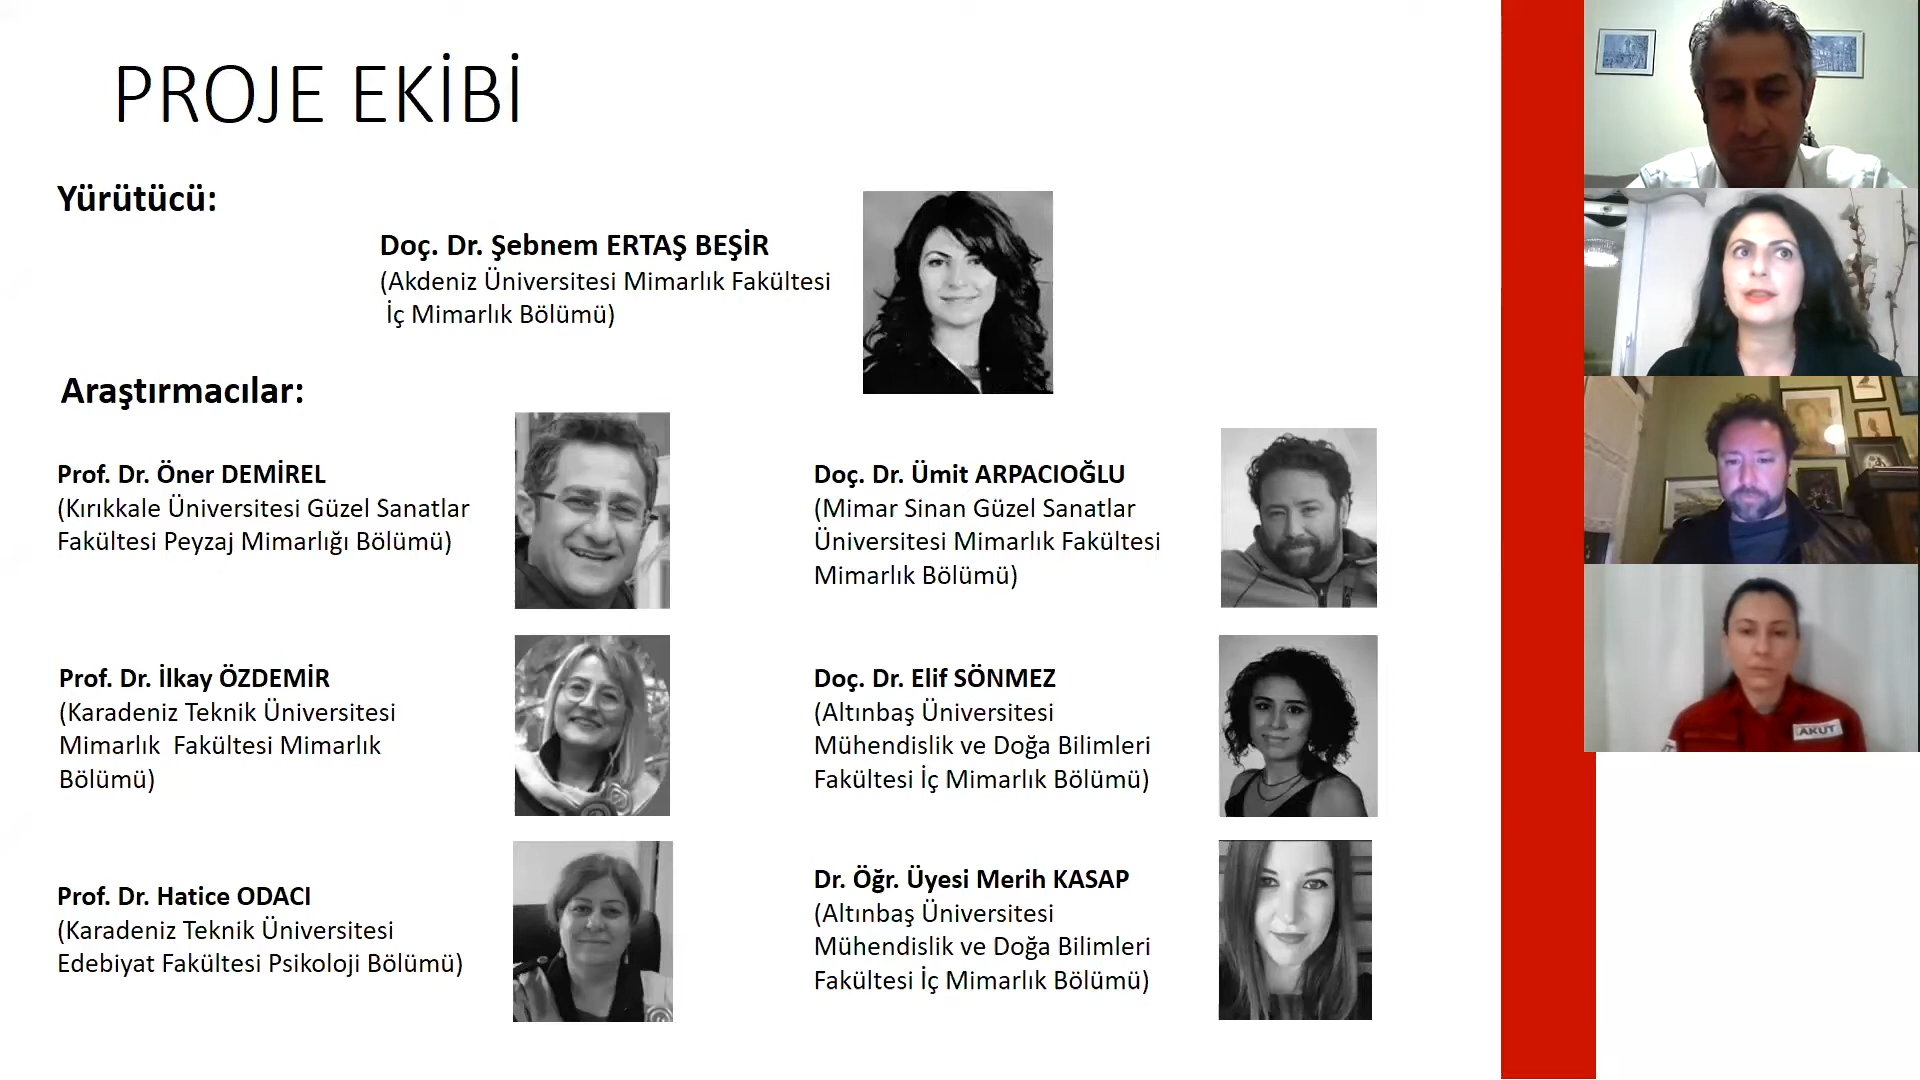 PROJE EKİBİ
Yürütücü:
Doç. Dr. Şebnem ERTAŞ BEŞİR
(Akdeniz Üniversitesi Mimarlık Fakültesi
İç Mimarlık Bölümü)
Araştırmacılar:
Prof. Dr. Öner DEMİREL
(Kırıkkale Üniversitesi Güzel Sanatlar
Fakültesi Peyzaj Mimarlığı Bölümü)
Doç. Dr. Ümit ARPACIOĞLU
(Mimar Sinan Güzel Sanatlar
Üniversitesi Mimarlık Fakültesi
Mimarlık Bölümü)
Prof. Dr. İlkay ÖZDEMİR
(Karadeniz Teknik Üniversitesi
Mimarlık  Fakültesi Mimarlık
Bölümü)
Doç. Dr. Elif SÖNMEZ
(Altınbaş Üniversitesi
Mühendislik ve Doğa Bilimleri
Fakültesi İç Mimarlık Bölümü)
Prof. Dr. Hatice ODACI
(Karadeniz Teknik Üniversitesi
Edebiyat Fakültesi Psikoloji Bölümü)
Dr. Öğr. Üyesi Merih KASAP
(Altınbaş Üniversitesi
Mühendislik ve Doğa Bilimleri
Fakültesi İç Mimarlık Bölümü)
AKUT